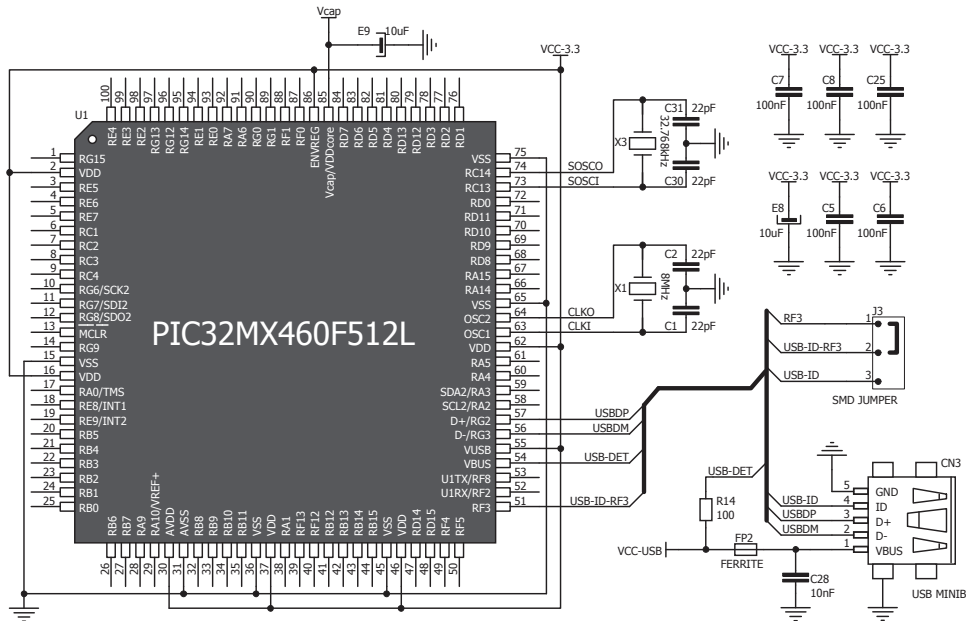 Vcap
E9 10uF
VCC-3.3
U1
100 99 98 97 96 95 94 93 92 91 90 89 88 87 86 85 84 83 82 81 80 79 78 77 76
RE4 RE3 RE2 RG13 RG12 RG14 RE1 RE0 RA7 RA6 RG0 RG1 RF1 RF0 ENVREG Vcap/VDDcore RD7 RD6 RD5 RD4 RD13 RD12 RD3 RD2 RD1
1 RG15
2 VDD
3 RE5
4 RE6
5 RE7
6 RC1
7 RC2
8 RC3
9 RC4
10 RG6/SCK2
11 RG7/SDI2
12 RG8/SDO2
13 MCLR
14 RG9
15 VSS
16 VDD
17 RA0/TMS
18 RE8/INT1
19 RE9/INT2
20 RB5
21 RB4
22 RB3
23 RB2
24 RB1
25 RB0
PIC32MX460F512L
VSS 75
RC14 74 SOSCO
RC13 73 SOSCI
RD0 72
RD11 71
RD10 70
RD9 69
RD8 68
RA15 67
RA14 66
VSS 65
OSC2 64 CLKO
OSC1 63 CLKI
VDD 62
RA5 61
RA4 60
SDA2/RA3 59
SCL2/RA2 58
D+/RG2 57 USBDP
D-/RG3 56 USBDM
VUSB 55
VBUS 54 USB-DET
U1TX/RF8 53
U1RX/RF2 52
RF3 51 USB-ID-RF3
RB6 RB7 RA9 RA10/VREF+ AVDD AVSS RB8 RB9 RB10 RB11 VSS VDD RA1 RF13 RF12 RB12 RB13 RB14 RB15 VSS VDD RD14 RD15 RF4 RF5
26 27 28 29 30 31 32 33 34 35 36 37 38 39 40 41 42 43 44 45 46 47 48 49 50
C31 22pF
X3 32.768kHz
C30 22pF
C2 22pF
X1 8MHz
C1 22pF
VCC-3.3 VCC-3.3 VCC-3.3
C7 C8 C25
100nF 100nF 100nF
VCC-3.3 VCC-3.3 VCC-3.3
E8 C5 C6
10uF 100nF 100nF
J3
RF3 1
USB-ID-RF3 2
USB-ID 3
SMD JUMPER
CN3
USB-DET
R14
100
VCC-USB
FP2
FERRITE
C28
10nF
5 GND
USB-ID 4 ID
USBDP 3 D+
USBDM 2 D-
1 VBUS
USB MINIB